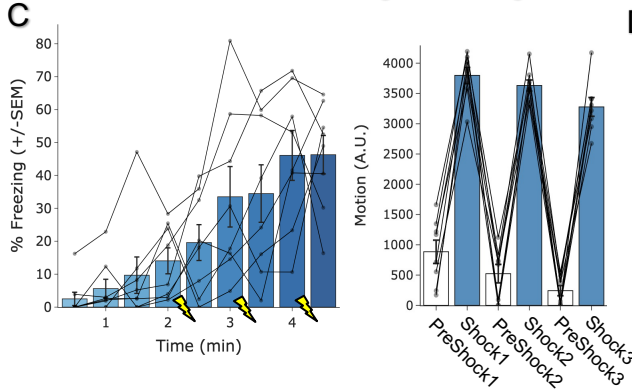 C
% Freezing (+/-SEM)
80
70
60
50
40
30
20
10
0
1
2
3
4
Time (min)
Motion (A.U.)
4000
3500
3000
2500
2000
1500
1000
500
0
PreShock1
Shock1
PreShock2
Shock2
PreShock3
Shock3